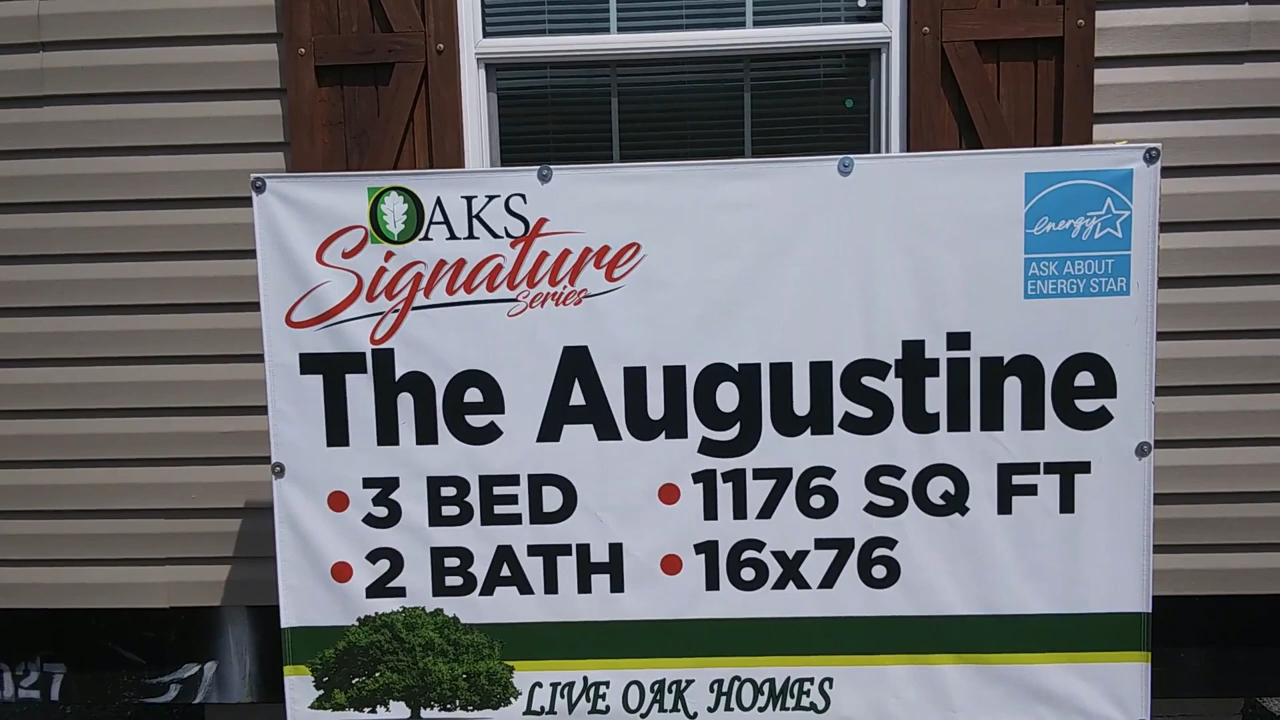 OAKS
Signature
Series
energy
ASK ABOUT
ENERGY STAR
The Augustine
• 3 BED • 1176 SQ FT
• 2 BATH • 16x76
LIVE OAK HOMES
027